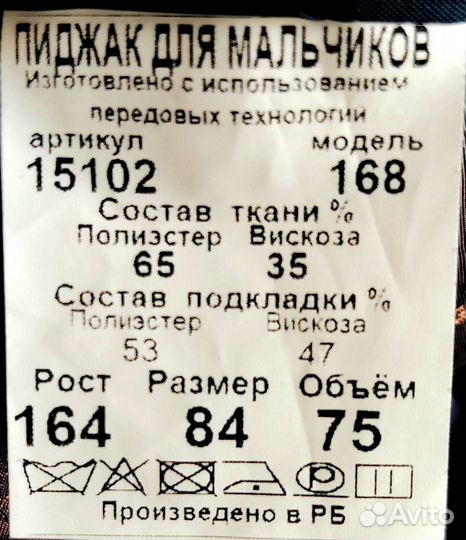 ПИДЖАК ДЛЯ МАЛЬЧИКОВ
Изготовлено с использованием
передовых технологии
артикул модель
15102 168
Состав ткани %
Полиэстер Вискоза
65 35
Состав подкладки %
Полиэстер Вискоза
53 47
Рост Размер Объём
164 84 75
P
Произведено в РБ
Avito